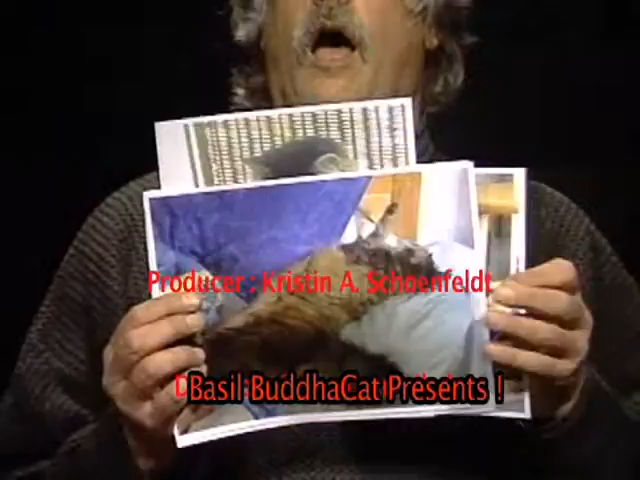 Producer : Kristin A. Schoenfeldt
Basil BuddhaCat Presents !